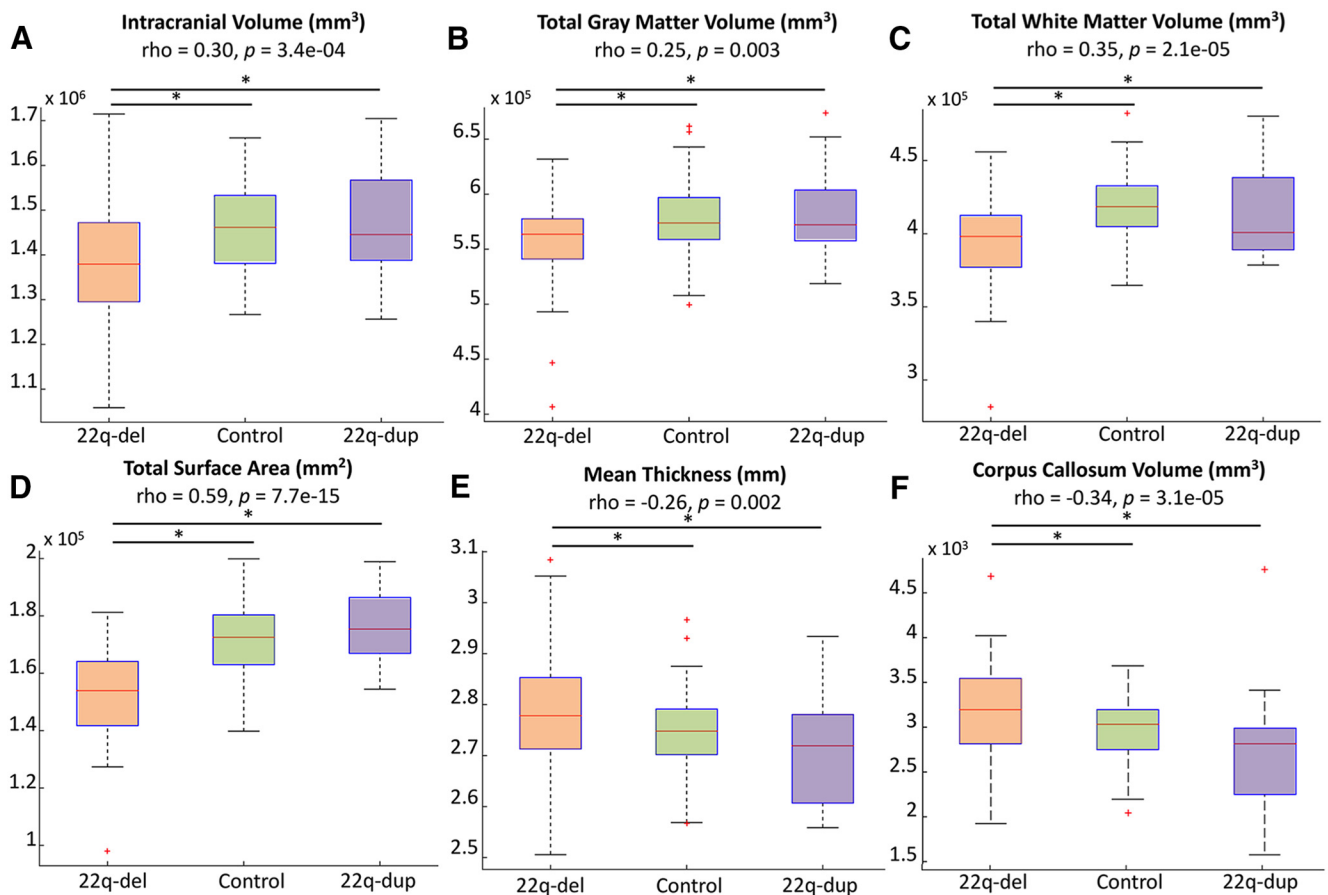 A
Intracranial Volume (mm³)
rho = 0.30, p = 3.4e-04
*
*
x 10⁶
1.7
1.6
1.5
1.4
1.3
1.2
1.1
22q-del Control 22q-dup
B
Total Gray Matter Volume (mm³)
rho = 0.25, p = 0.003
*
*
x 10⁵
6.5
6
5.5
5
4.5
4
22q-del Control 22q-dup
C
Total White Matter Volume (mm³)
rho = 0.35, p = 2.1e-05
*
*
x 10⁵
4.5
4
3.5
3
22q-del Control 22q-dup
D
Total Surface Area (mm²)
rho = 0.59, p = 7.7e-15
*
*
x 10⁵
2
1.8
1.6
1.4
1.2
1
22q-del Control 22q-dup
E
Mean Thickness (mm)
rho = -0.26, p = 0.002
*
*
3.1
3
2.9
2.8
2.7
2.6
2.5
22q-del Control 22q-dup
F
Corpus Callosum Volume (mm³)
rho = -0.34, p = 3.1e-05
*
*
x 10³
4.5
4
3.5
3
2.5
2
1.5
22q-del Control 22q-dup